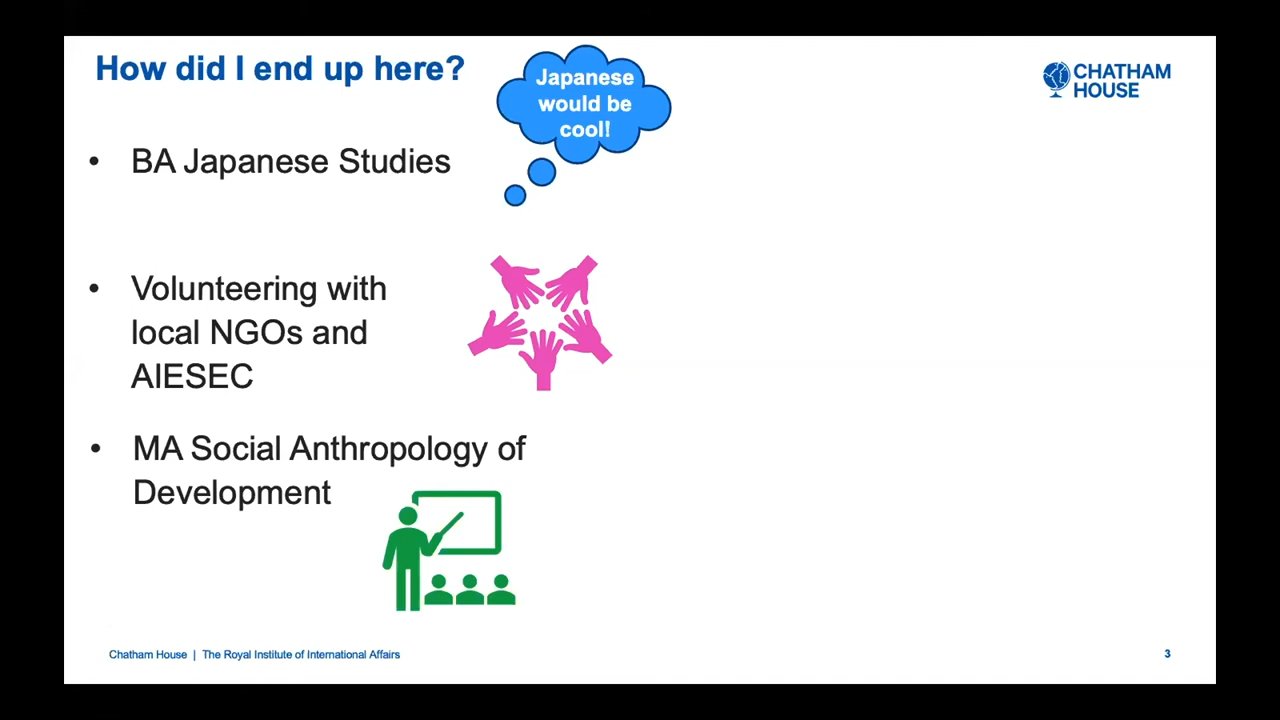 How did I end up here?
Japanese
would be
cool!
CHATHAM
HOUSE
• BA Japanese Studies
• Volunteering with
local NGOs and
AIESEC
• MA Social Anthropology of
Development
Chatham House | The Royal Institute of International Affairs
3